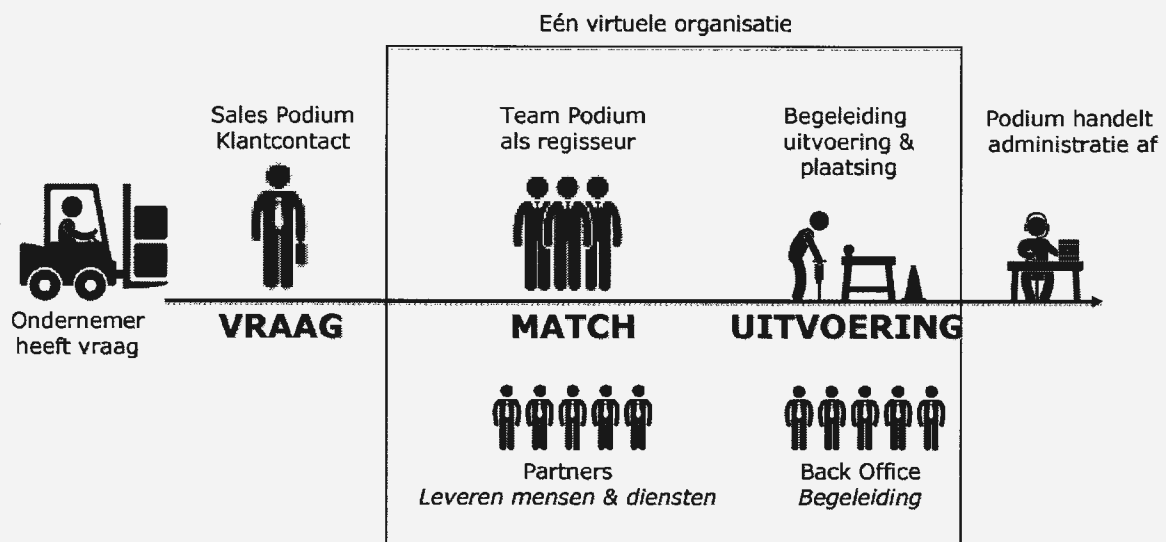 Eén virtuele organisatie
Sales Podium
Klantcontact
Team Podium
als regisseur
Begeleiding
uitvoering &
plaatsing
Podium handelt
administratie af
Ondernemer
heeft vraag
VRAAG
MATCH
UITVOERING
Partners
Leveren mensen & diensten
Back Office
Begeleiding